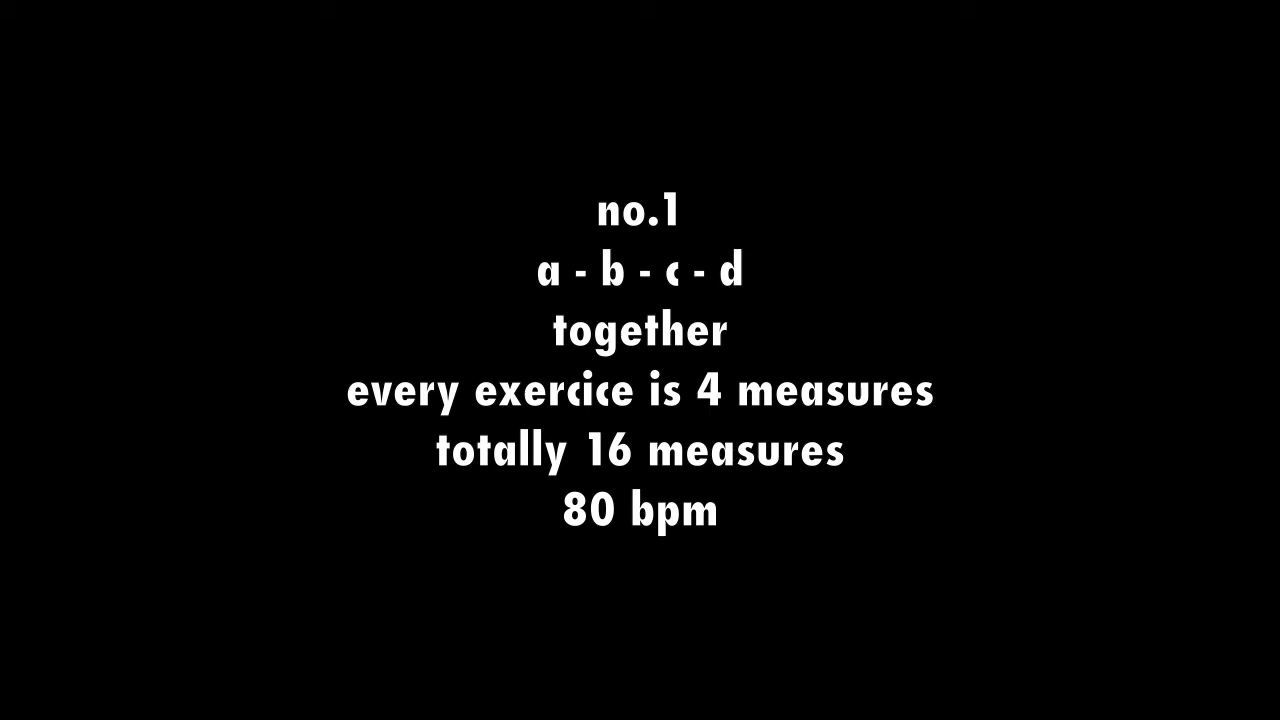 no.1
a - b - c - d
together
every exercice is 4 measures
totally 16 measures
80 bpm